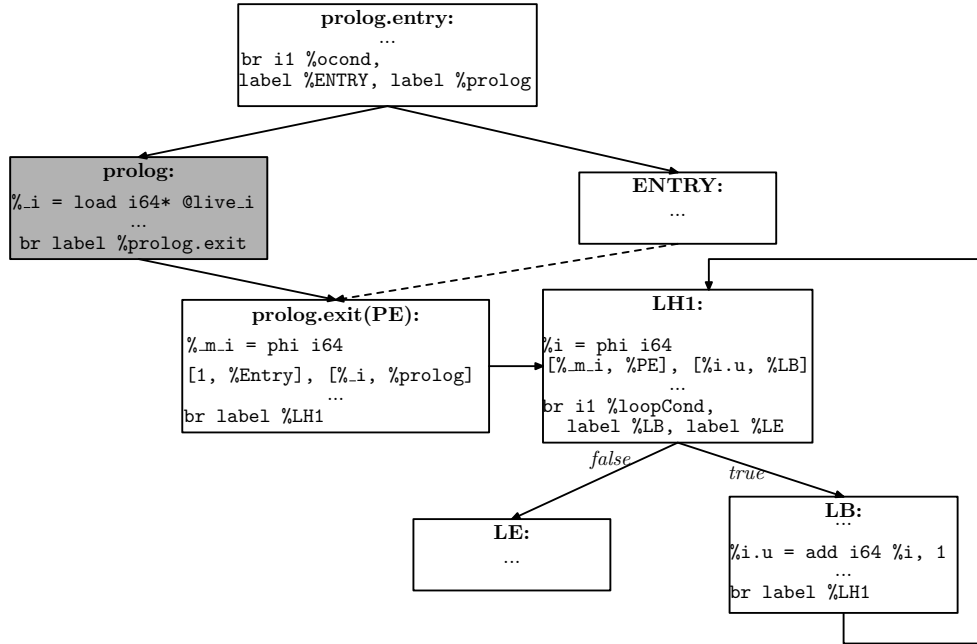 prolog.entry:
...
br i1 %ocond,
label %ENTRY, label %prolog
prolog:
%_i = load i64* @live_i
...
br label %prolog.exit
ENTRY:
...
prolog.exit(PE):
%_m_i = phi i64
[1, %Entry], [%_i, %prolog]
...
br label %LH1
LH1:
%i = phi i64
[%_m_i, %PE], [%i.u, %LB]
...
br i1 %loopCond,
label %LB, label %LE
false
true
LE:
...
LB:
...
%i.u = add i64 %i, 1
...
br label %LH1